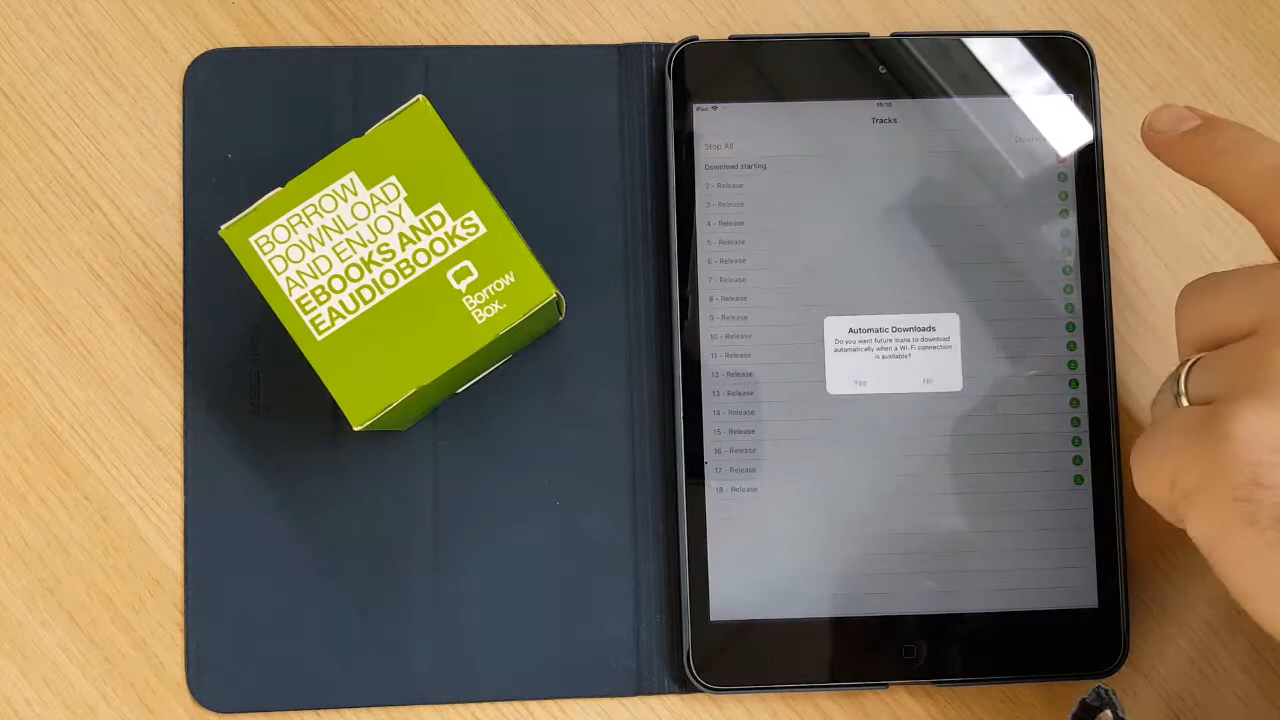 BORROW
DOWNLOAD
AND ENJOY
EBOOKS AND
EAUDIOBOOKS
Borrow
Box.
iPad
15:10
Tracks
Stop All
Download starting.
2 - Release
3 - Release
4 - Release
5 - Release
6 - Release
7 - Release
8 - Release
9 - Release
10 - Release
11 - Release
12 - Release
13 - Release
14 - Release
15 - Release
16 - Release
17 - Release
18 - Release
Automatic Downloads
Do you want future loans to download
automatically when a Wi-Fi connection
is available?
Yes
No